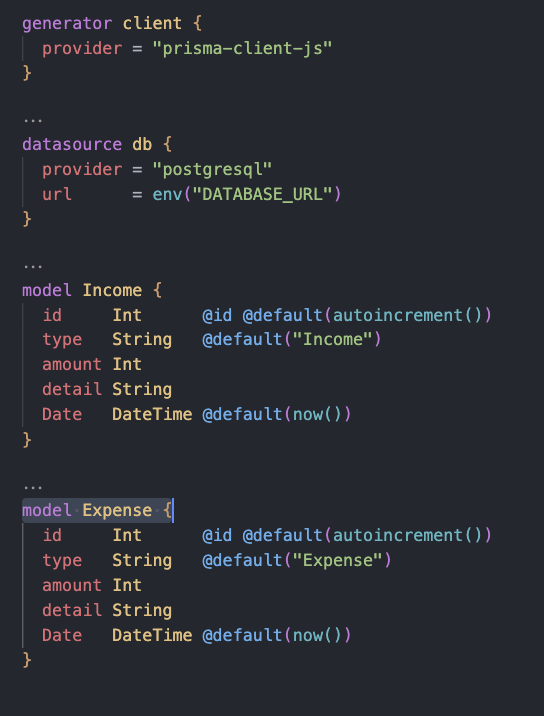 generator client {
  provider = "prisma-client-js"
}
...
datasource db {
  provider = "postgresql"
  url      = env("DATABASE_URL")
}
...
model Income {
  id     Int      @id @default(autoincrement())
  type   String   @default("Income")
  amount Int
  detail String
  Date   DateTime @default(now())
}
...
model·Expense·{
  id     Int      @id @default(autoincrement())
  type   String   @default("Expense")
  amount Int
  detail String
  Date   DateTime @default(now())
}